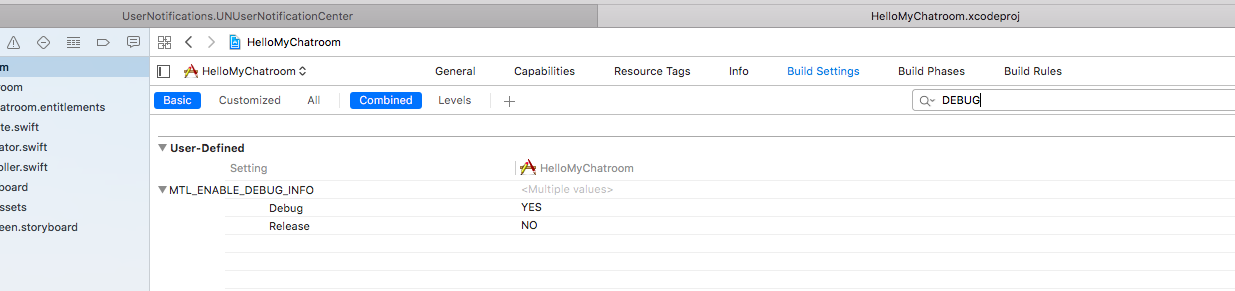 UserNotifications.UNUserNotificationCenter
HelloMyChatroom.xcodeproj
HelloMyChatroom
HelloMyChatroom
General
Capabilities
Resource Tags
Info
Build Settings
Build Phases
Build Rules
Basic
Customized
All
Combined
Levels
DEBUG
m
room
atroom.entitlements
te.swift
ator.swift
oller.swift
board
ssets
een.storyboard
User-Defined
Setting
HelloMyChatroom
MTL_ENABLE_DEBUG_INFO
<Multiple values>
Debug
YES
Release
NO